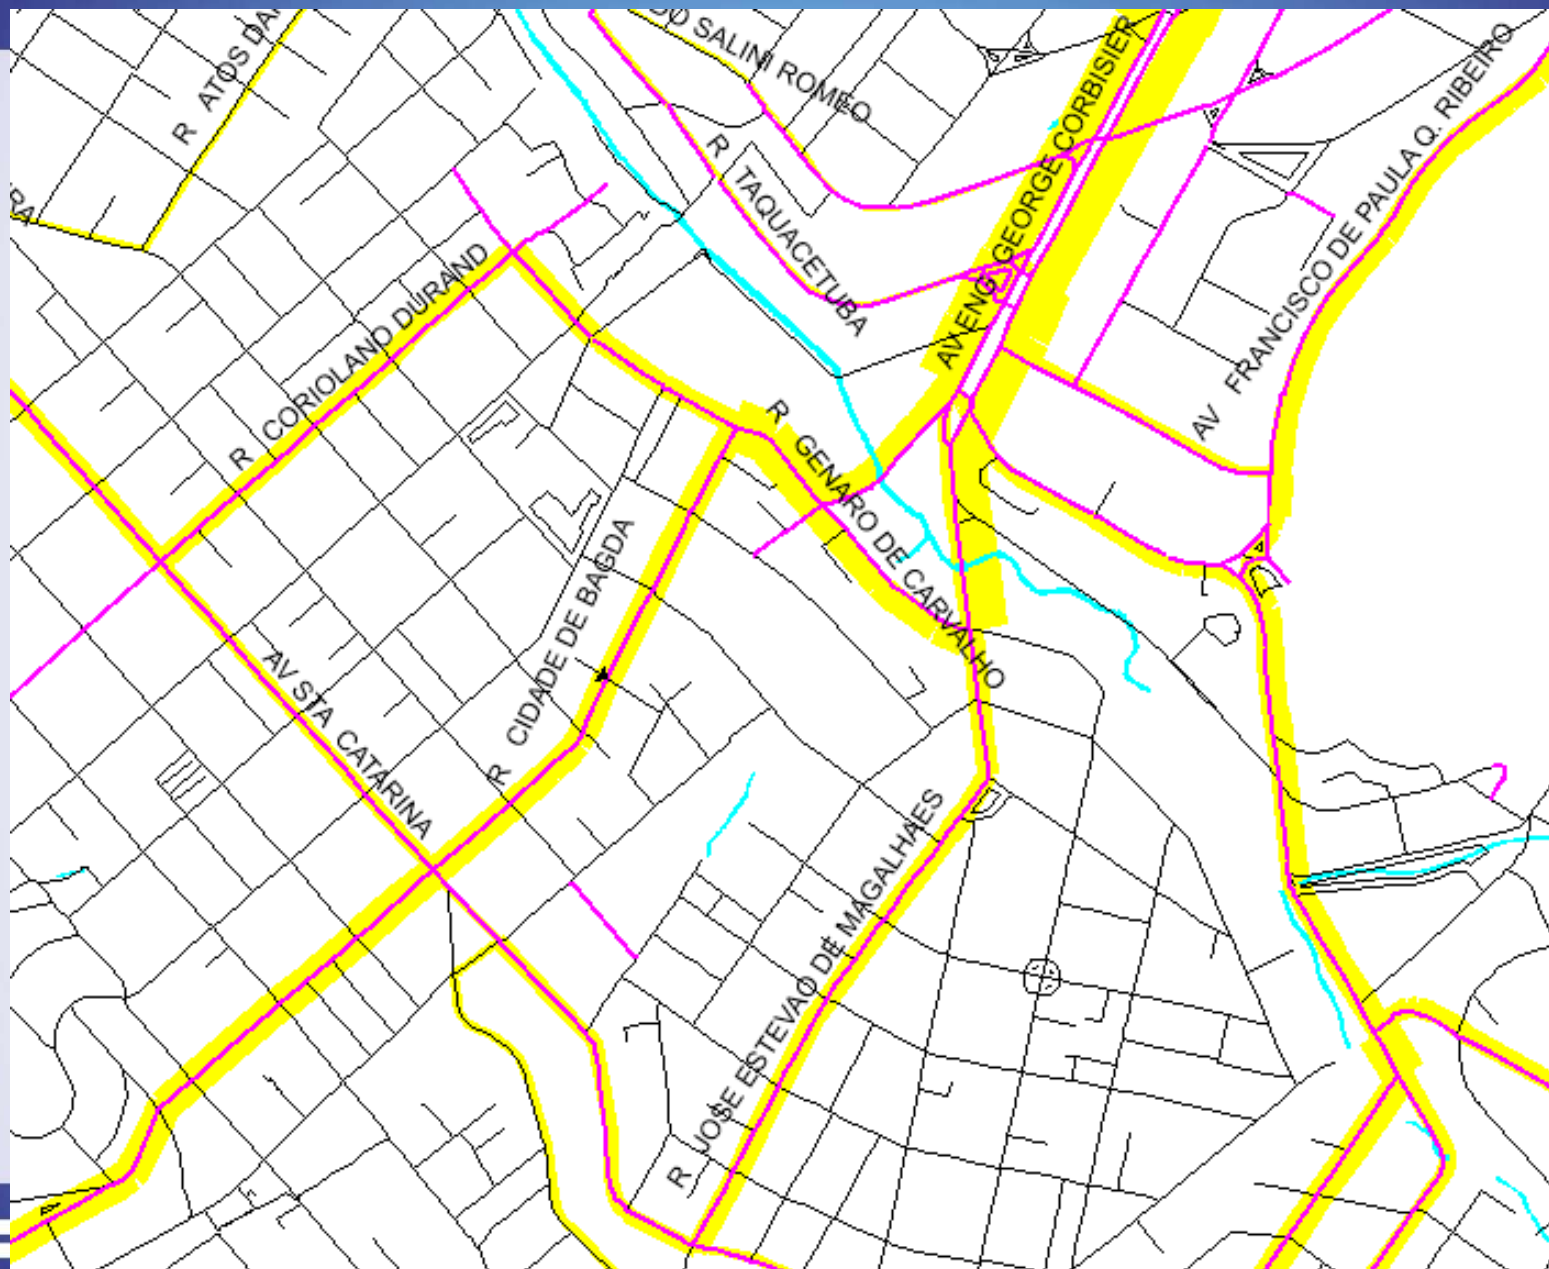 R ATOS
SALINI ROMEO
R TAQUACETUBA
AV ENG GEORGE CORBISIER
AV FRANCISCO DE PAULA Q. RIBEIRO
R CORIOLANO DURAND
R GENARO DE CARVALHO
R CIDADE DE BAGDA
AV STA CATARINA
R JOSE ESTEVAO DE MAGALHAES